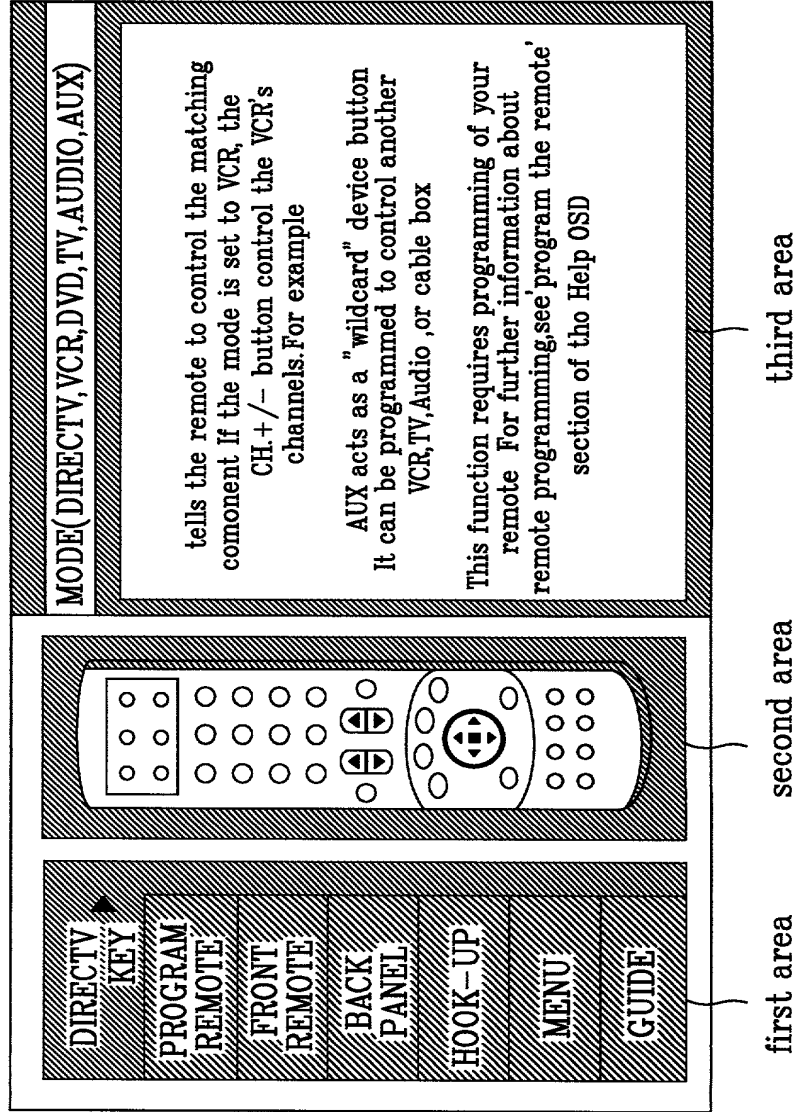 DIRECTV
KEY
PROGRAM
REMOTE
FRONT
REMOTE
BACK
PANEL
HOOK-UP
MENU
GUIDE
MODE(DIRECTV,VCR,DVD,TV,AUDIO,AUX)
tells the remote to control the matching
comonent If the mode is set to VCR, the
CH.+/- button control the VCR's
channels.For example
AUX acts as a "wildcard" device button
It can be programmed to control another
VCR,TV,Audio ,or cable box
This function requires programming of your
remote For further information about
remote programming,see'program the remote'
section of tho Help OSD
first area
second area
third area